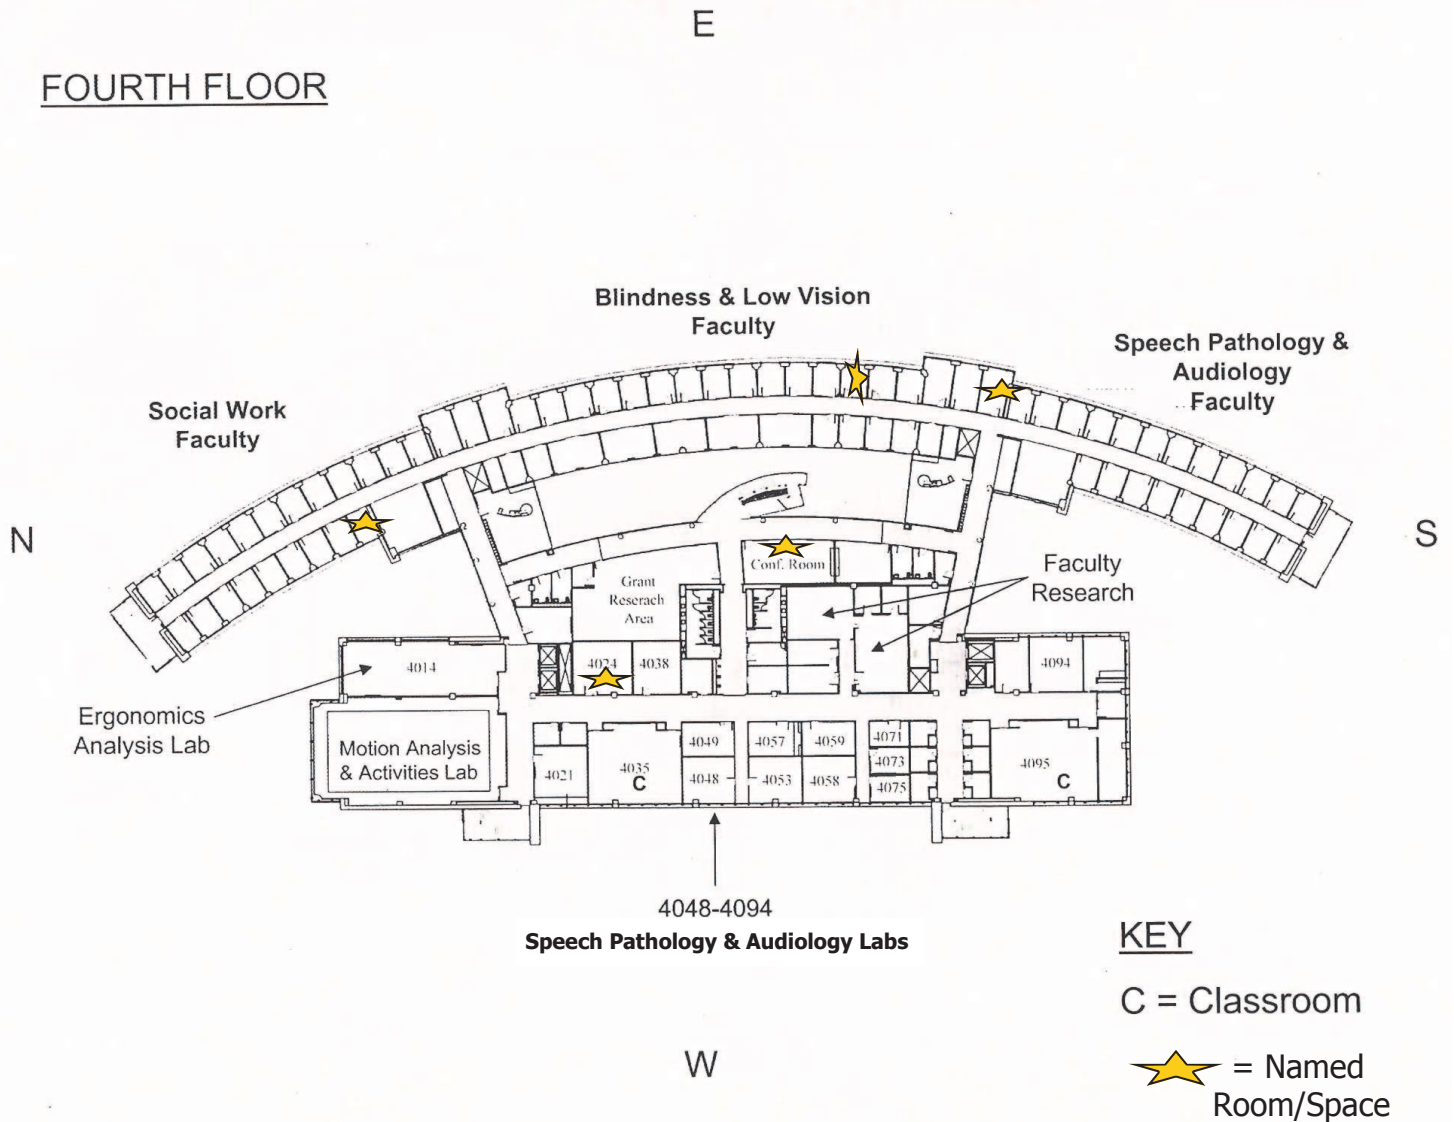 E
FOURTH FLOOR
Blindness & Low Vision
Faculty
Speech Pathology &
Audiology
Faculty
Social Work
Faculty
N
S
Conf. Room
Faculty
Research
Grant
Reserach
Area
4014
4024
4038
4094
Ergonomics
Analysis Lab
Motion Analysis
& Activities Lab
4021
4035
C
4049
4048
4057
4053
4059
4058
4071
4073
4075
4095
C
4048-4094
Speech Pathology & Audiology Labs
KEY
C = Classroom
= Named
Room/Space
W